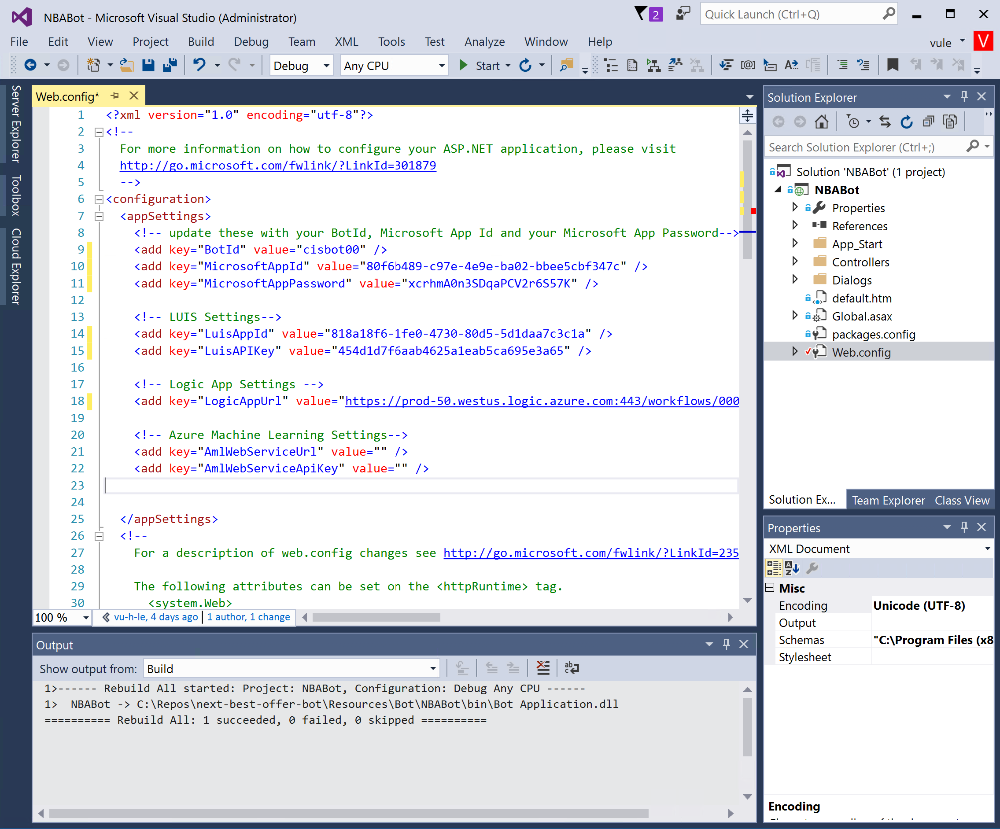 NBABot - Microsoft Visual Studio (Administrator)
2
Quick Launch (Ctrl+Q)
File Edit View Project Build Debug Team XML Tools Test Analyze Window Help
vule V
Debug Any CPU Start
Server Explorer
Toolbox
Cloud Explorer
Web.config*
1 <?xml version="1.0" encoding="utf-8"?>
2 <!--
3 For more information on how to configure your ASP.NET application, please visit
4 http://go.microsoft.com/fwlink/?LinkId=301879
5 -->
6 <configuration>
7 <appSettings>
8 <!-- update these with your BotId, Microsoft App Id and your Microsoft App Password-->
9 <add key="BotId" value="cisbot00" />
10 <add key="MicrosoftAppId" value="80f6b489-c97e-4e9e-ba02-bbee5cbf347c" />
11 <add key="MicrosoftAppPassword" value="xcrhmA0n3SDqaPCV2r6S57K" />
12
13 <!-- LUIS Settings-->
14 <add key="LuisAppId" value="818a18f6-1fe0-4730-80d5-5d1daa7c3c1a" />
15 <add key="LuisAPIKey" value="454d1d7f6aab4625a1eab5ca695e3a65" />
16
17 <!-- Logic App Settings -->
18 <add key="LogicAppUrl" value="https://prod-50.westus.logic.azure.com:443/workflows/000
19
20 <!-- Azure Machine Learning Settings-->
21 <add key="AmlWebServiceUrl" value="" />
22 <add key="AmlWebServiceApiKey" value="" />
23
24
25 </appSettings>
26 <!--
27 For a description of web.config changes see http://go.microsoft.com/fwlink/?LinkId=235
28
29 The following attributes can be set on the <httpRuntime> tag.
30 <system.Web>
100 % vu-h-le, 4 days ago | 1 author, 1 change
Output
Show output from: Build
1>------ Rebuild All started: Project: NBABot, Configuration: Debug Any CPU ------
1> NBABot -> C:\Repos\next-best-offer-bot\Resources\Bot\NBABot\bin\Bot Application.dll
========== Rebuild All: 1 succeeded, 0 failed, 0 skipped ==========
Solution Explorer
Search Solution Explorer (Ctrl+;)
Solution 'NBABot' (1 project)
NBABot
Properties
References
App_Start
Controllers
Dialogs
default.htm
Global.asax
packages.config
Web.config
Solution Ex... Team Explorer Class View
Properties
XML Document
Misc
Encoding Unicode (UTF-8)
Output
Schemas "C:\Program Files (x8
Stylesheet
Encoding